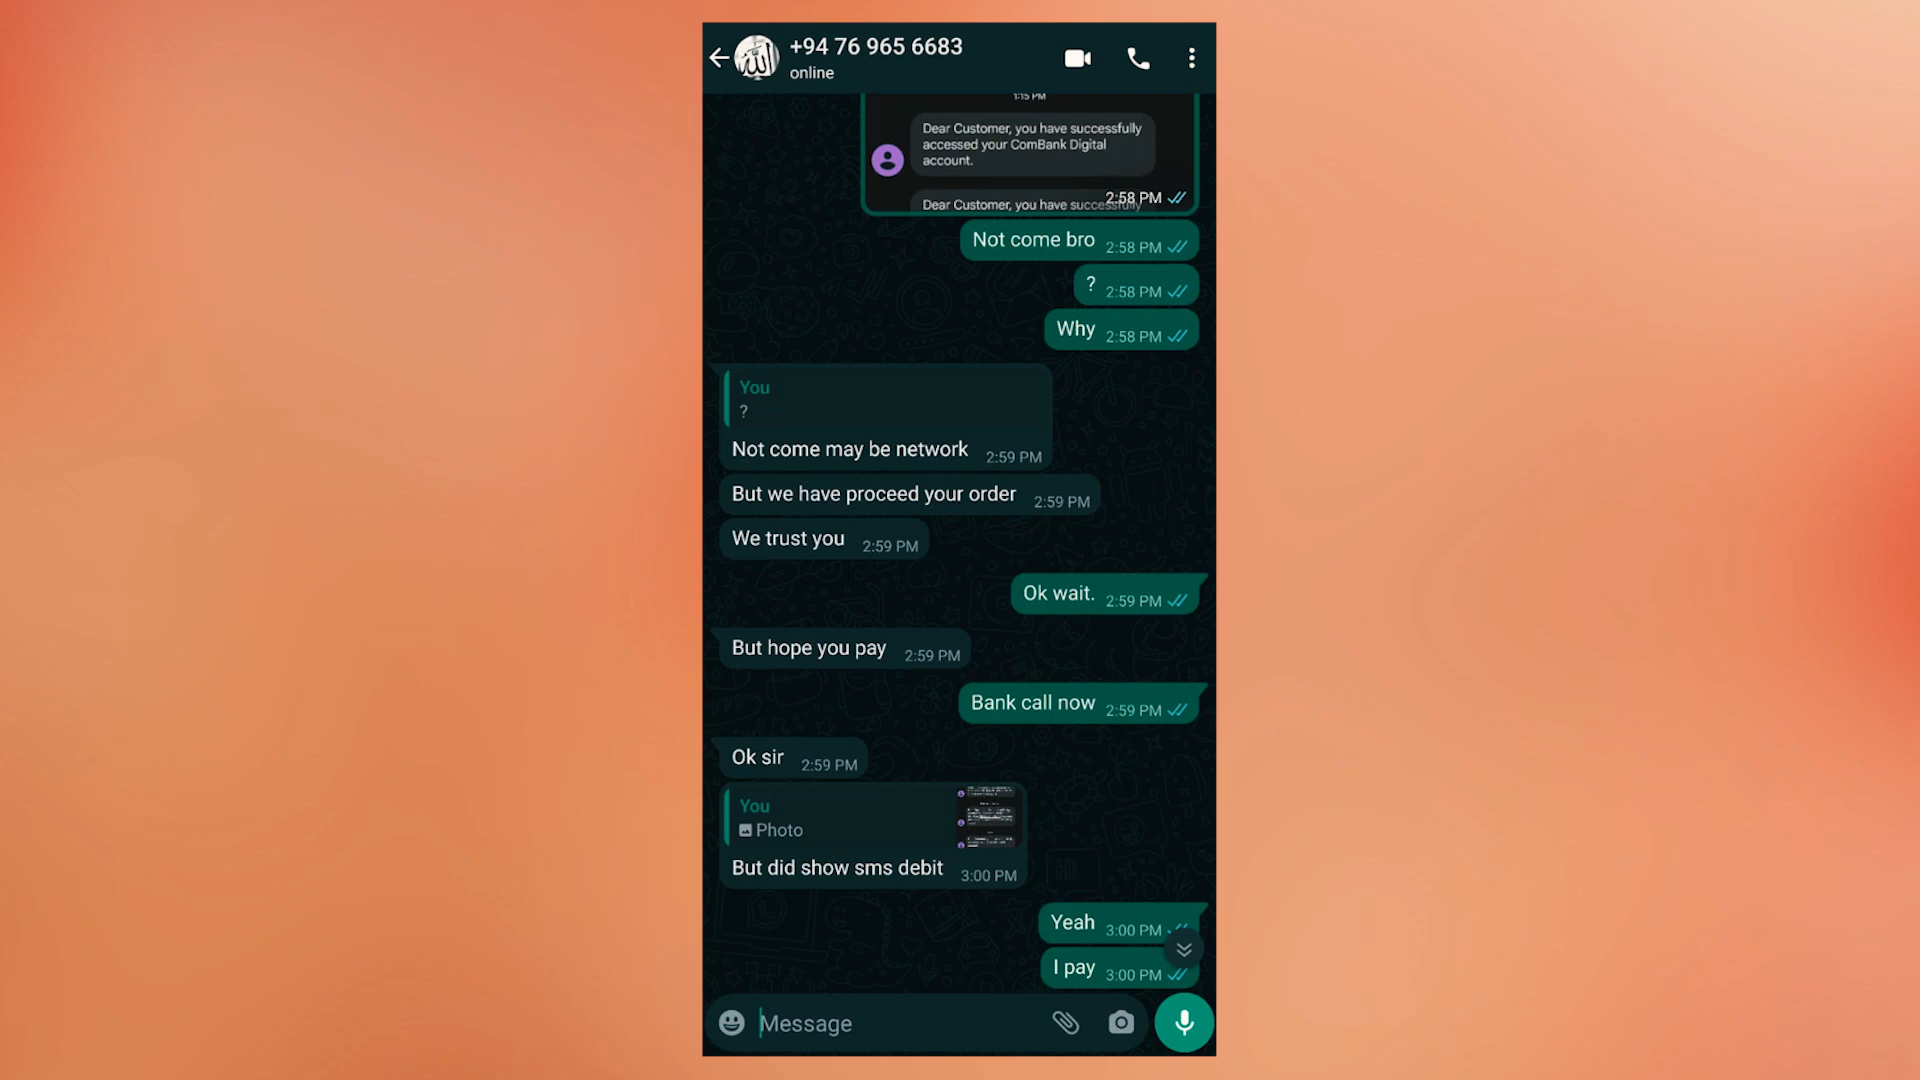 +94 76 965 6683
online
1:15 PM
Dear Customer, you have successfully
accessed your ComBank Digital
account.
Dear Customer, you have successfully
2:58 PM
Not come bro 2:58 PM
? 2:58 PM
Why 2:58 PM
You
?
Not come may be network 2:59 PM
But we have proceed your order 2:59 PM
We trust you 2:59 PM
Ok wait. 2:59 PM
But hope you pay 2:59 PM
Bank call now 2:59 PM
Ok sir 2:59 PM
You
Photo
But did show sms debit 3:00 PM
Yeah 3:00 PM
I pay 3:00 PM
Message